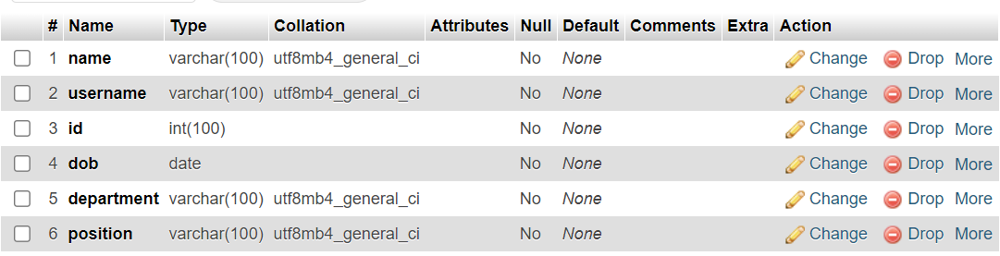 # Name Type Collation Attributes Null Default Comments Extra Action
1 name varchar(100) utf8mb4_general_ci No None Change Drop More
2 username varchar(100) utf8mb4_general_ci No None Change Drop More
3 id int(100) No None Change Drop More
4 dob date No None Change Drop More
5 department varchar(100) utf8mb4_general_ci No None Change Drop More
6 position varchar(100) utf8mb4_general_ci No None Change Drop More